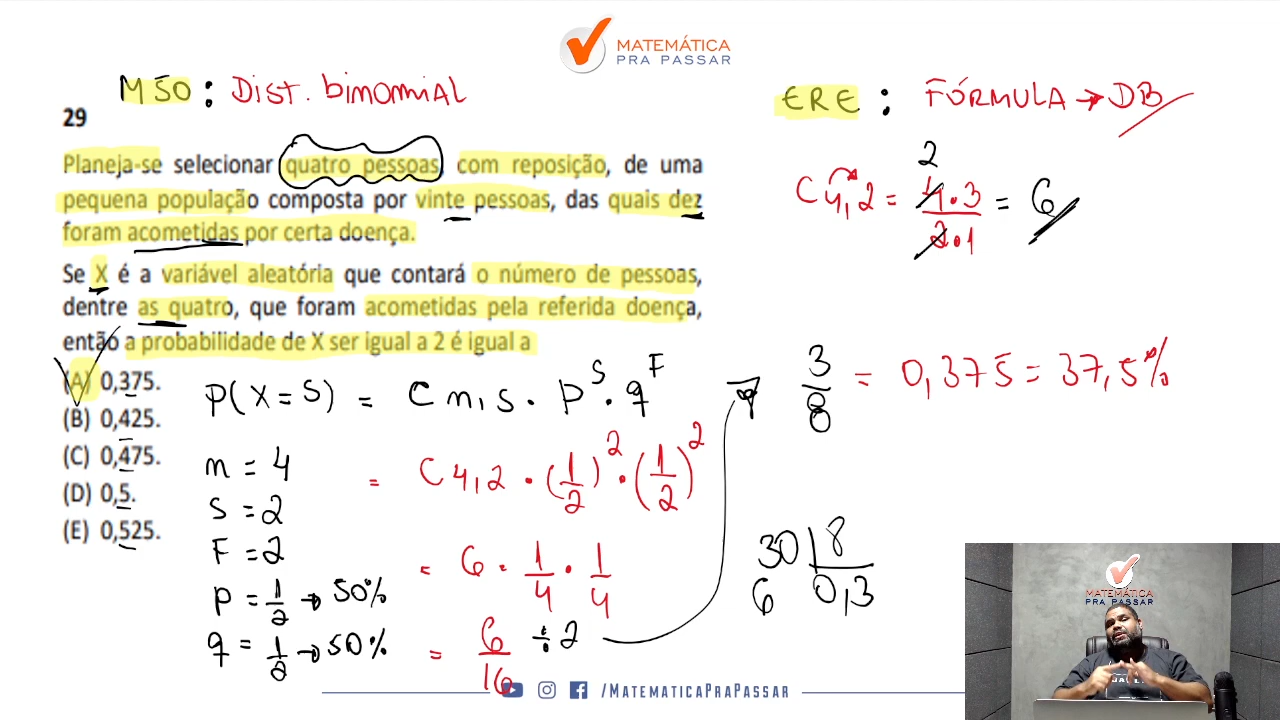 MATEMÁTICA
PRA PASSAR
MSO : DIST. BINOMIAL
ERE : FÓRMULA → DB
29
Planeja-se selecionar quatro pessoas, com reposição, de uma
pequena população composta por vinte pessoas, das quais dez
foram acometidas por certa doença.
Se X é a variável aleatória que contará o número de pessoas,
dentre as quatro, que foram acometidas pela referida doença,
então a probabilidade de X ser igual a 2 é igual a
(A) 0,375.
(B) 0,425.
(C) 0,475.
(D) 0,5.
(E) 0,525.
2
C4,2 = 4.3 = 6
2.1
P(X=S) = Cn,S . P^S . q^F
n = 4
S = 2
F = 2
P = 1/2 → 50%
q = 1/2 → 50%
= C4,2 . (1/2)^2 . (1/2)^2
= 6 . 1/4 . 1/4
= 6/16 ÷2
3/8 = 0,375 = 37,5%
30 8
6 0,3
/MATEMATICAPRAPASSAR
MATEMÁTICA
PRA PASSAR